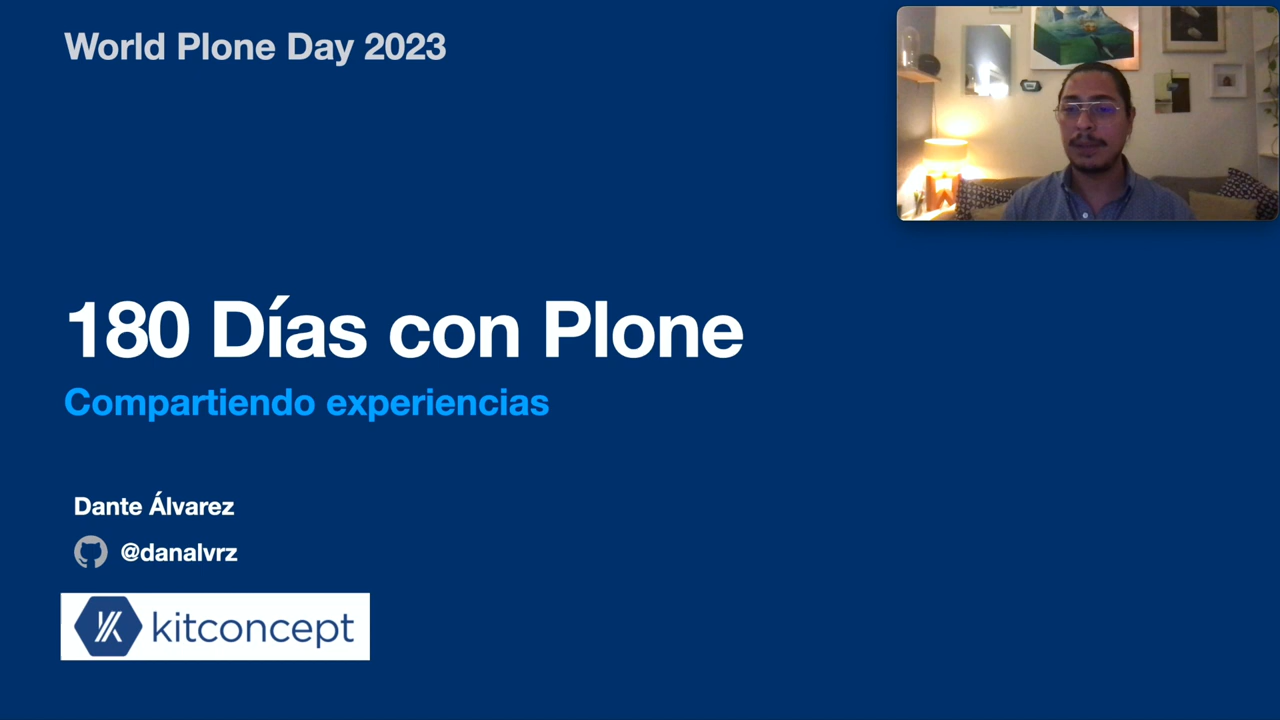 World Plone Day 2023
180 Días con Plone
Compartiendo experiencias
Dante Álvarez
@danalvrz
kitconcept